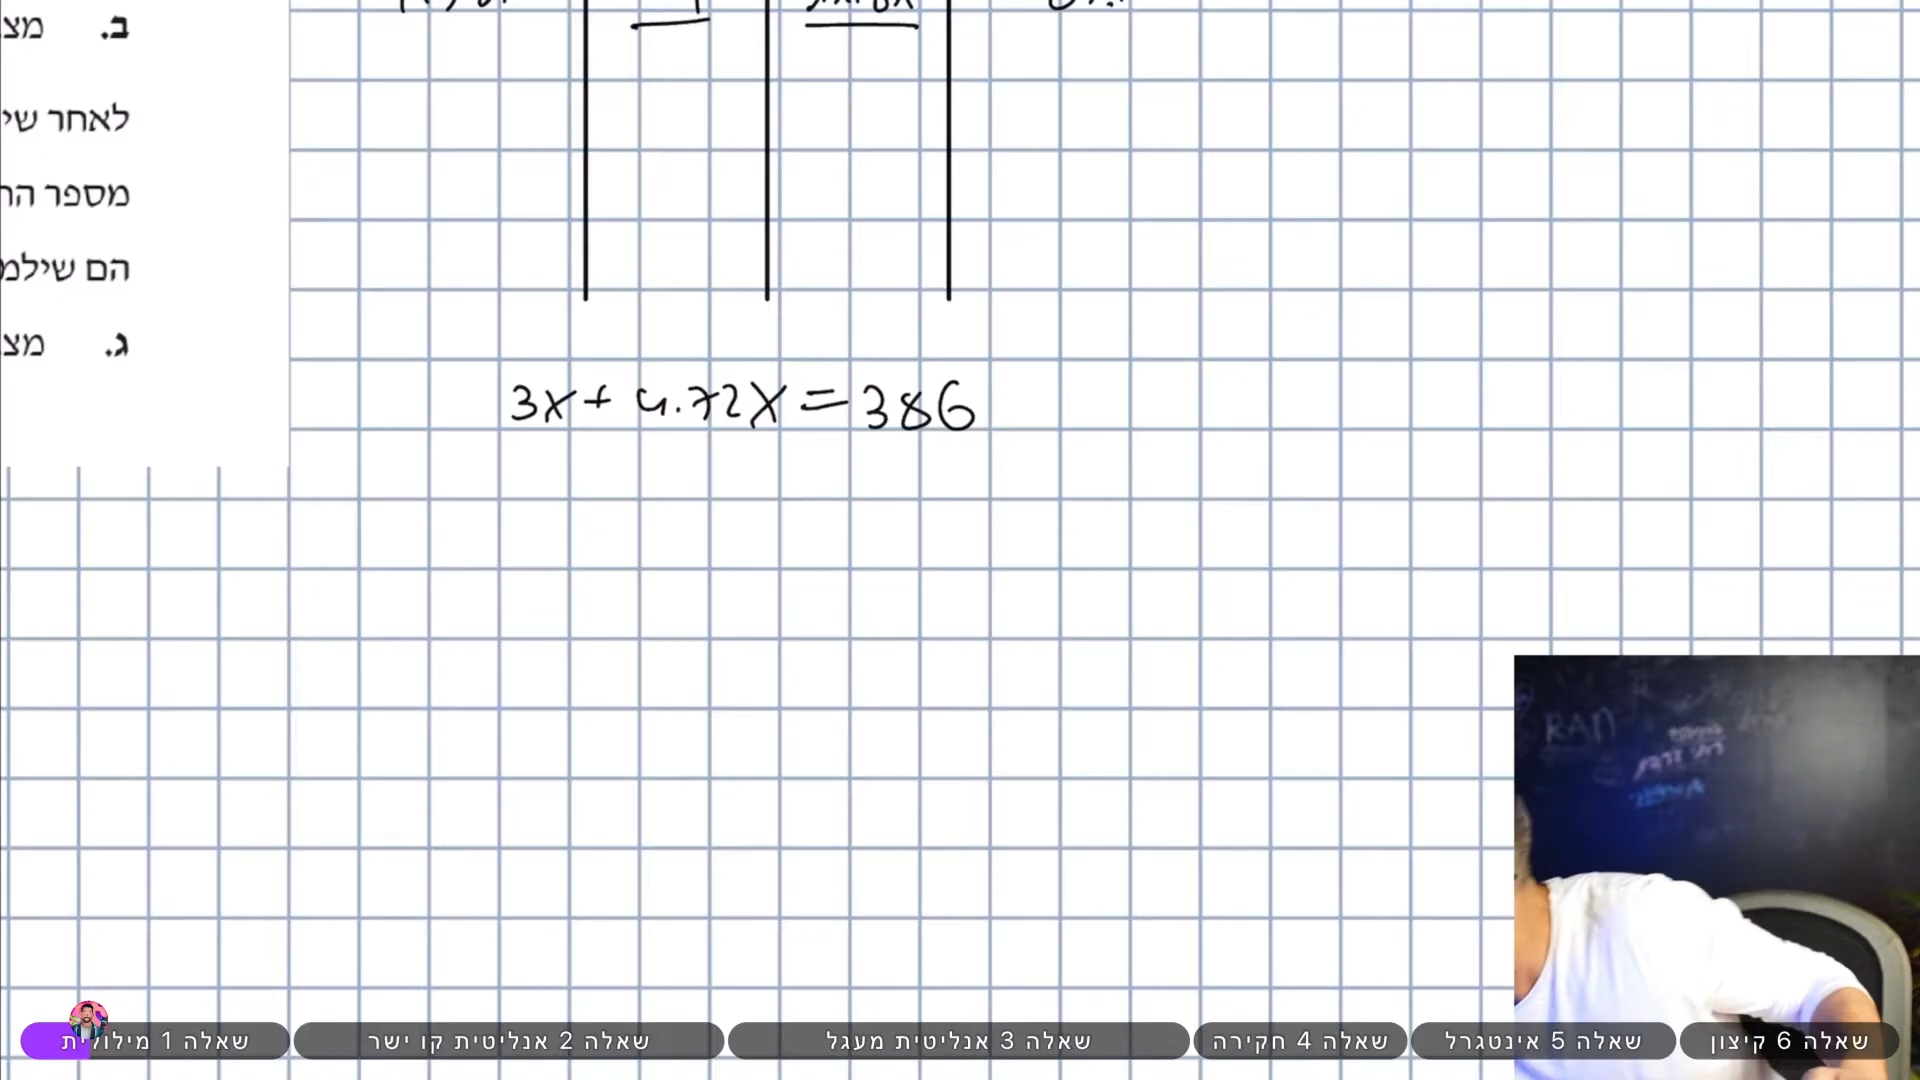 ב. מצ
לאחר שי
מספר הר
הם שילמ
ג. מצ
3x + 4.72x = 386
RAN
שאלה 1 מילולית
שאלה 2 אנליטית קו ישר
שאלה 3 אנליטית מעגל
שאלה 4 חקירה
שאלה 5 אינטגרל
שאלה 6 קיצון